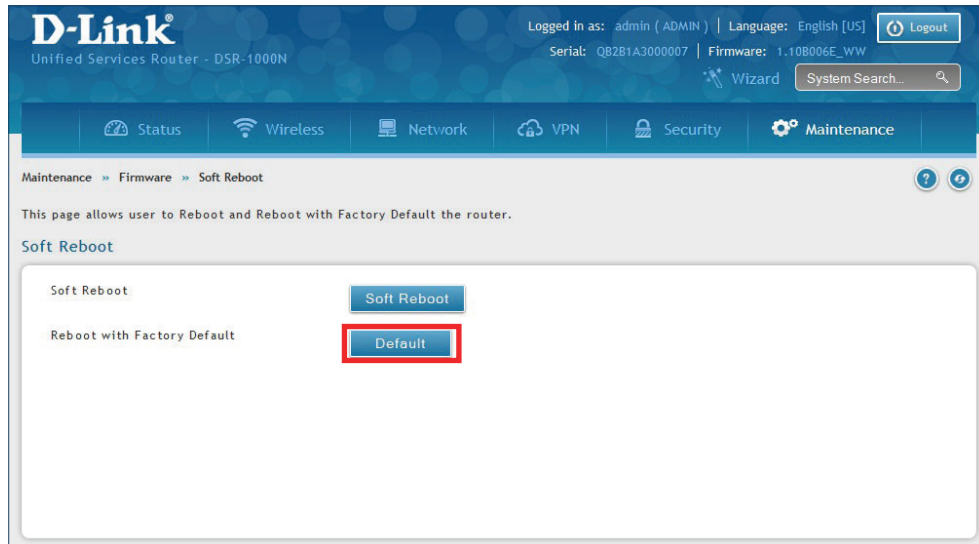 D-Link
Unified Services Router - DSR-1000N
Logged in as: admin ( ADMIN ) | Language: English [US]
Logout
Serial: QB2B1A3000007 | Firmware: 1.10B006E_WW
Wizard
System Search...
Status
Wireless
Network
VPN
Security
Maintenance
Maintenance » Firmware » Soft Reboot
?
This page allows user to Reboot and Reboot with Factory Default the router.
Soft Reboot
Soft Reboot
Soft Reboot
Reboot with Factory Default
Default